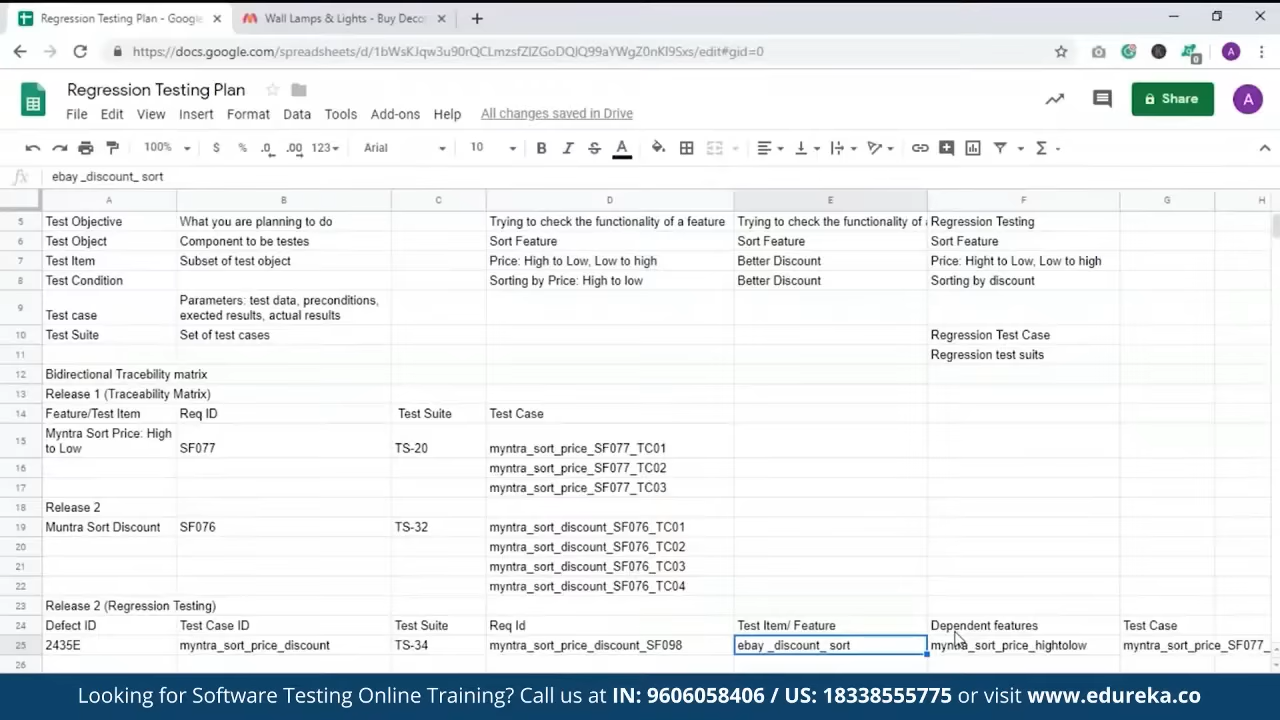 Regression Testing Plan - Google
Wall Lamps & Lights - Buy Deco
https://docs.google.com/spreadsheets/d/
Regression Testing Plan
File Edit View Insert Format Data Tools Add-ons Help All changes saved in Drive
Share
A
100% $ % .0 .00 123 Arial 10 B I S A
fx ebay _discount_ sort
A B C D E F G H
5 Test Objective What you are planning to do Trying to check the functionality of a feature Trying to check the functionality of Regression Testing
6 Test Object Component to be testes Sort Feature Sort Feature Sort Feature
7 Test Item Subset of test object Price: High to Low, Low to high Better Discount Price: Hight to Low, Low to high
8 Test Condition Sorting by Price: High to low Better Discount Sorting by discount
9 Test case Parameters: test data, preconditions,
exected results, actual results
10 Test Suite Set of test cases Regression Test Case
11 Regression test suits
12 Bidirectional Tracebility matrix
13 Release 1 (Traceability Matrix)
14 Feature/Test Item Req ID Test Suite Test Case
15 Myntra Sort Price: High
to Low SF077 TS-20 myntra_sort_price_SF077_TC01
16 myntra_sort_price_SF077_TC02
17 myntra_sort_price_SF077_TC03
18 Release 2
19 Muntra Sort Discount SF076 TS-32 myntra_sort_discount_SF076_TC01
20 myntra_sort_discount_SF076_TC02
21 myntra_sort_discount_SF076_TC03
22 myntra_sort_discount_SF076_TC04
23 Release 2 (Regression Testing)
24 Defect ID Test Case ID Test Suite Req Id Test Item/ Feature Dependent features Test Case
25 2435E myntra_sort_price_discount TS-34 myntra_sort_price_discount_SF098 ebay _discount_ sort myntra_sort_price_hightolow myntra_sort_price_SF077_
26
Looking for Software Testing Online Training? Call us at IN: 9606058406 / US: 18338555775 or visit www.edureka.co